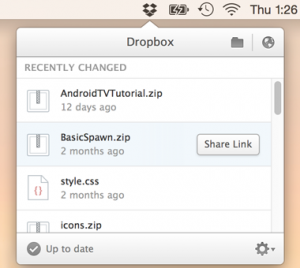 Thu 1:26
Dropbox
RECENTLY CHANGED
AndroidTVTutorial.zip
12 days ago
BasicSpawn.zip
2 months ago
Share Link
{ }
style.css
2 months ago
icons.zip
Up to date